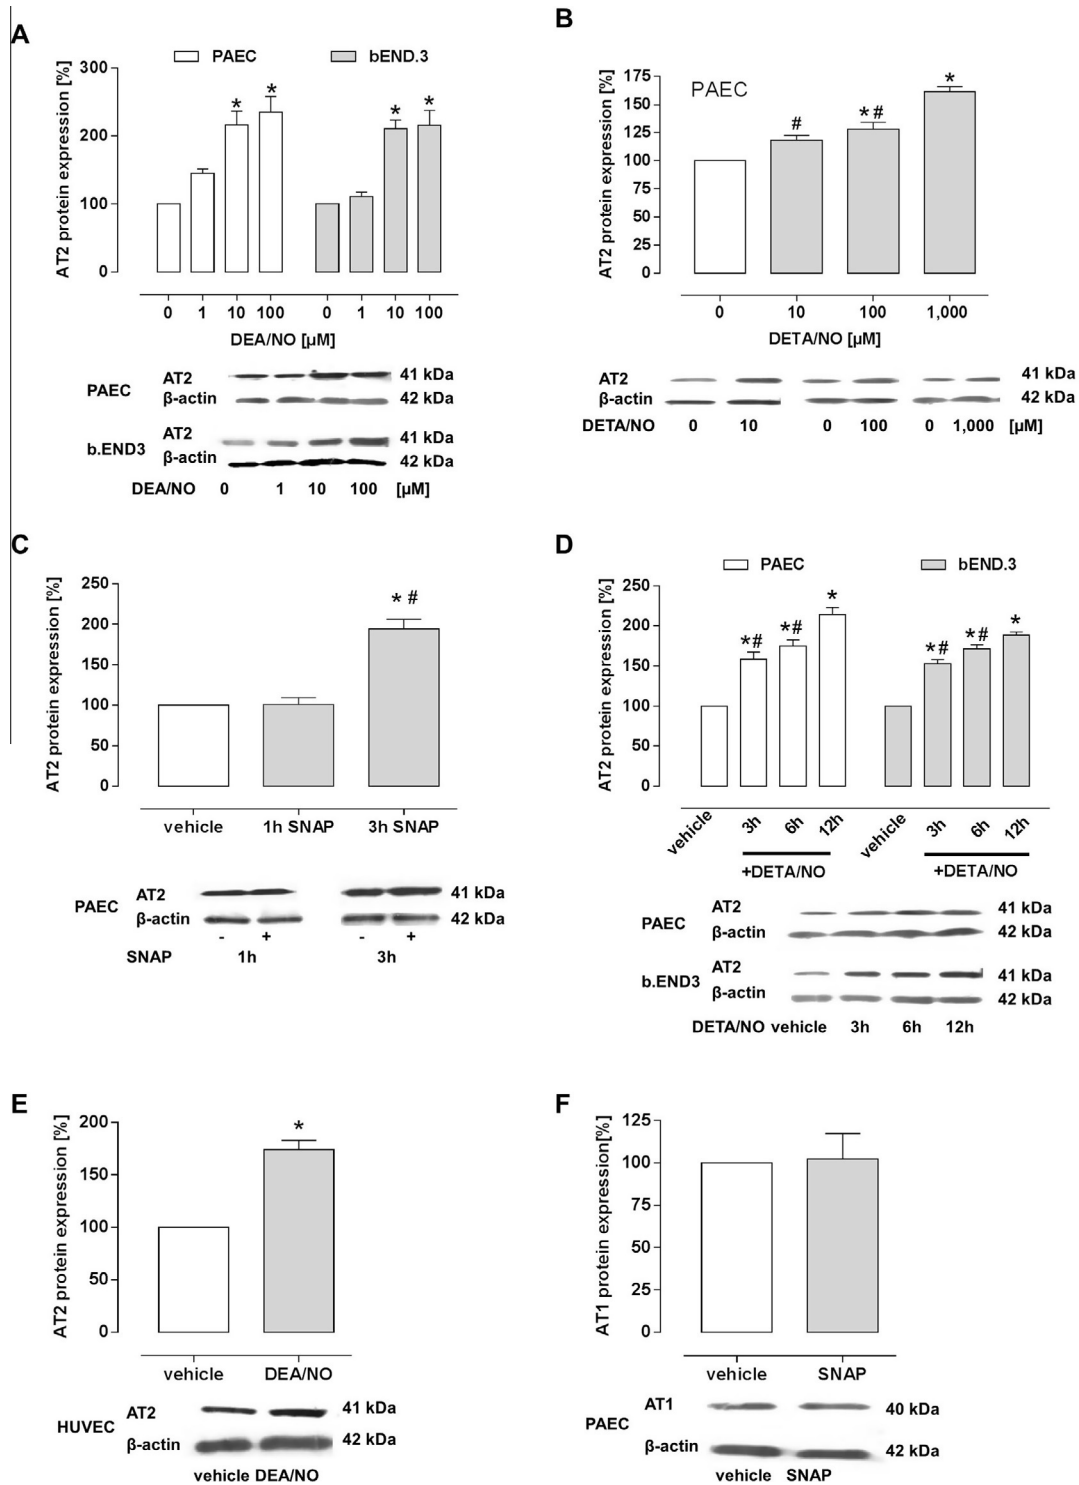 A
PAEC bEND.3
AT2 protein expression [%]
300
200
100
0
* * * *
0 1 10 100 0 1 10 100
DEA/NO [µM]
PAEC
AT2 41 kDa
β-actin 42 kDa
b.END3
AT2 41 kDa
β-actin 42 kDa
DEA/NO 0 1 10 100 [µM]
B
PAEC
AT2 protein expression [%]
175
150
125
100
75
50
25
0
# *# *
0 10 100 1,000
DETA/NO [µM]
AT2 41 kDa
β-actin 42 kDa
DETA/NO 0 10 0 100 0 1,000 [µM]
C
AT2 protein expression [%]
250
200
150
100
50
0
* #
vehicle 1h SNAP 3h SNAP
PAEC
AT2 41 kDa
β-actin 42 kDa
- + - +
SNAP 1h 3h
D
PAEC bEND.3
AT2 protein expression [%]
250
200
150
100
50
0
*# *# * *# *# *
vehicle 3h 6h 12h vehicle 3h 6h 12h
+DETA/NO +DETA/NO
PAEC
AT2 41 kDa
β-actin 42 kDa
b.END3
AT2 41 kDa
β-actin 42 kDa
DETA/NO vehicle 3h 6h 12h
E
AT2 protein expression [%]
200
150
100
50
0
*
vehicle DEA/NO
HUVEC
AT2 41 kDa
β-actin 42 kDa
vehicle DEA/NO
F
AT1 protein expression[%]
125
100
75
50
25
0
vehicle SNAP
PAEC
AT1 40 kDa
β-actin 42 kDa
vehicle SNAP